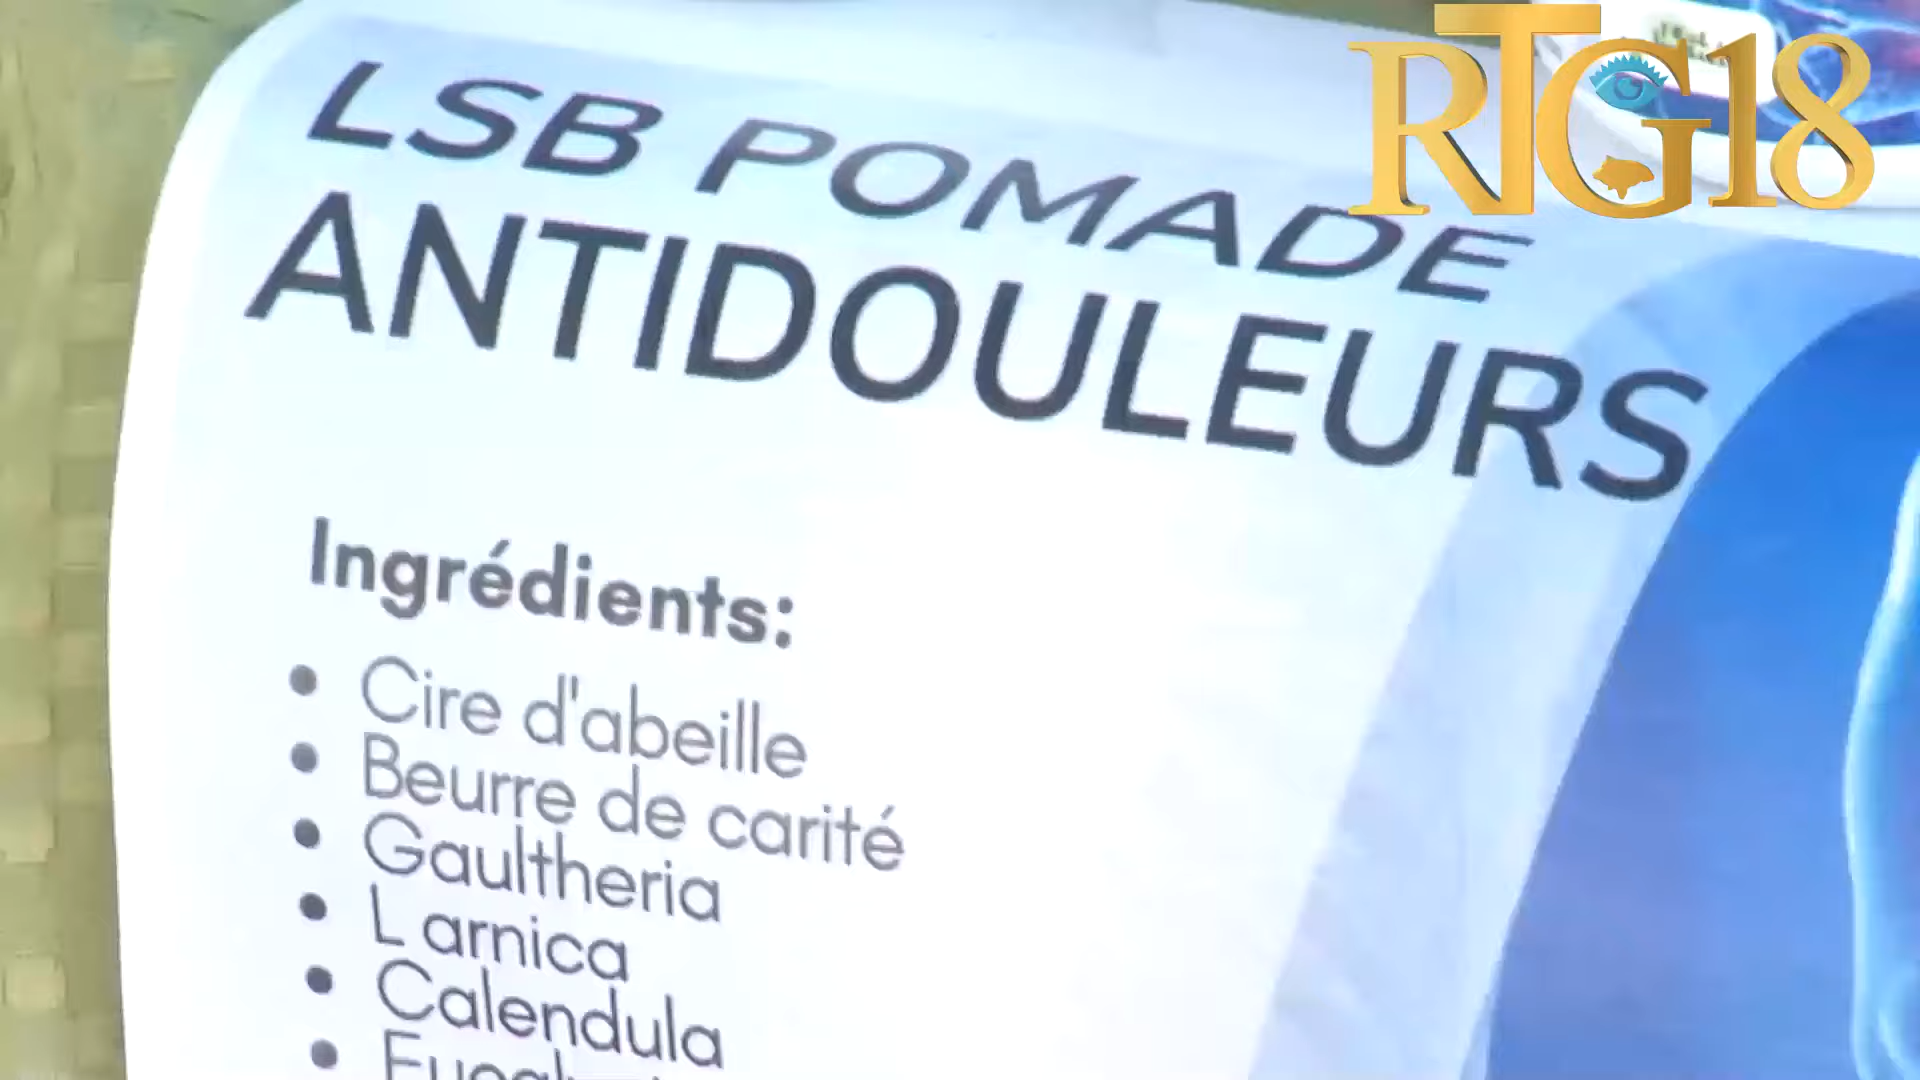 RTG18
LSB POMADE
ANTIDOULEURS
Ingrédients:
• Cire d'abeille
• Beurre de carité
• Gaultheria
• L arnica
• Calendula